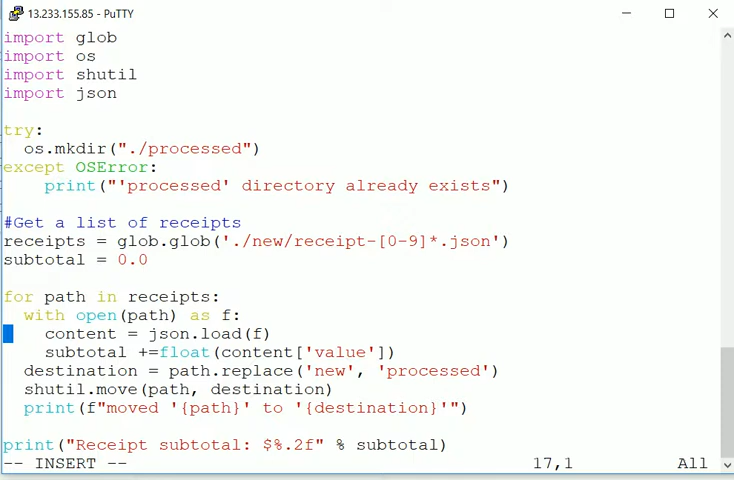 13.233.155.85 - PuTTY
import glob
import os
import shutil
import json
try:
  os.mkdir("./processed")
except OSError:
    print("'processed' directory already exists")
#Get a list of receipts
receipts = glob.glob('./new/receipt-[0-9]*.json')
subtotal = 0.0
for path in receipts:
  with open(path) as f:
    content = json.load(f)
    subtotal +=float(content['value'])
  destination = path.replace('new', 'processed')
  shutil.move(path, destination)
  print(f"moved '{path}' to '{destination}'")
print("Receipt subtotal: $%.2f" % subtotal)
-- INSERT -- 17,1 All